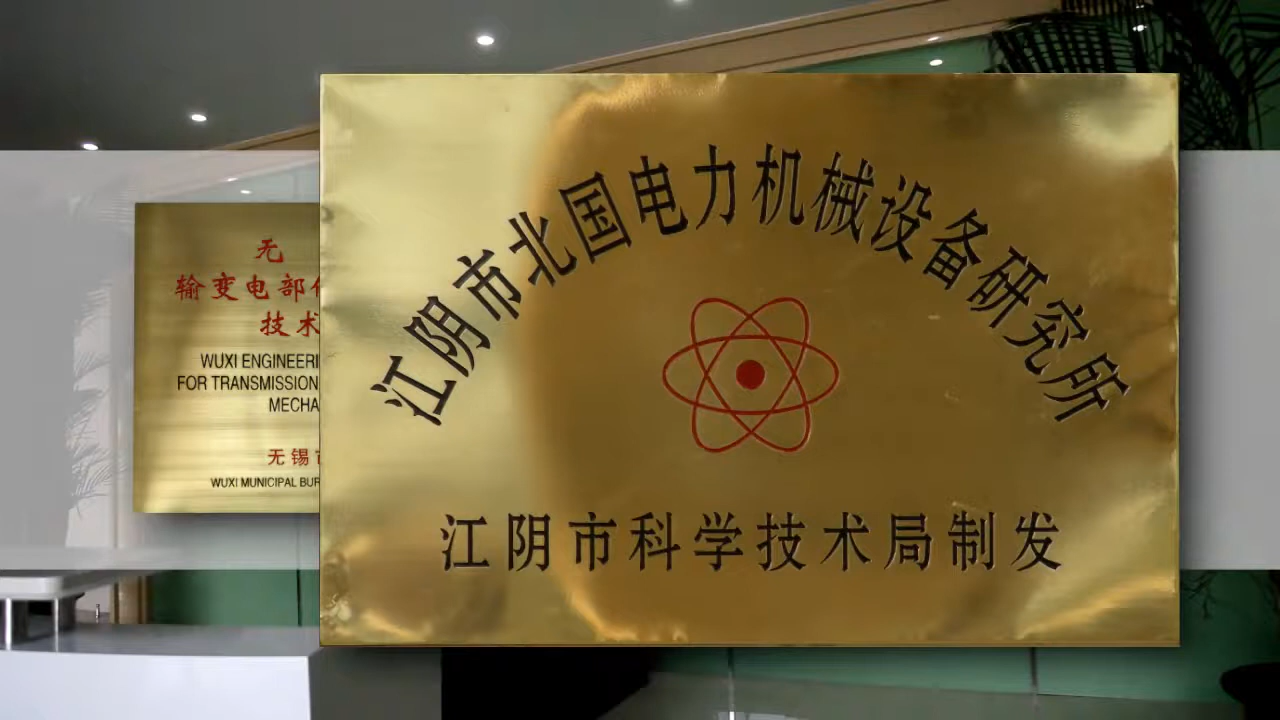 江阴市北国电力机械设备研究所
江阴市科学技术局制发
无
输变电部
技术
WUXI ENGINEERI
FOR TRANSMISSION
MECHA
无锡
WUXI MUNICIPAL BUR